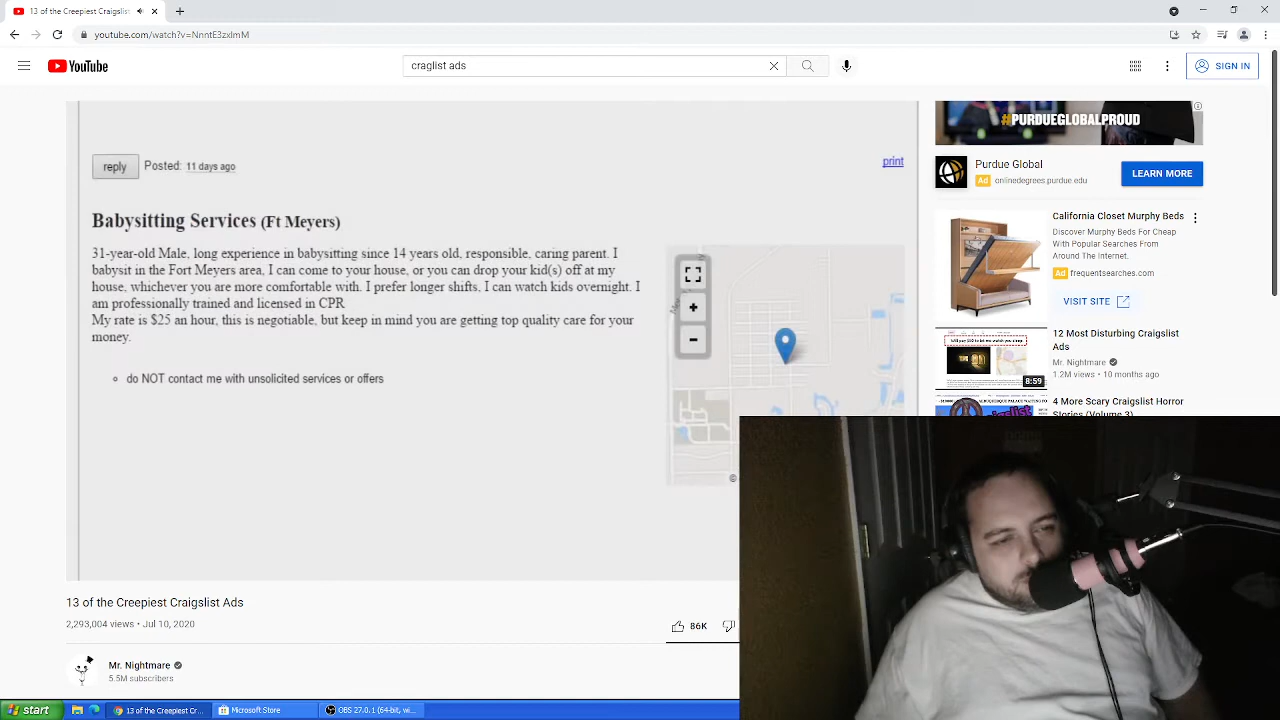 13 of the Creepiest Craigslist
youtube.com/watch?v=NnntE3zxlmM
YouTube
craglist ads
SIGN IN
reply
Posted: 11 days ago
print
Babysitting Services (Ft Meyers)
31-year-old Male, long experience in babysitting since 14 years old, responsible, caring parent. I
babysit in the Fort Meyers area, I can come to your house, or you can drop your kid(s) off at my
house, whichever you are more comfortable with. I prefer longer shifts, I can watch kids overnight. I
am professionally trained and licensed in CPR
My rate is $25 an hour, this is negotiable, but keep in mind you are getting top quality care for your
money.
do NOT contact me with unsolicited services or offers
+
-
©
13 of the Creepiest Craigslist Ads
2,293,004 views • Jul 10, 2020
86K
Mr. Nightmare
5.5M subscribers
#PURDUEGLOBALPROUD
Purdue Global
Ad onlinedegrees.purdue.edu
LEARN MORE
California Closet Murphy Beds
Discover Murphy Beds For Cheap
With Popular Searches From
Around The Internet.
Ad frequentsearches.com
VISIT SITE
8:59
12 Most Disturbing Craigslist
Ads
Mr. Nightmare
1.2M views • 10 months ago
4 More Scary Craigslist Horror
Stories (Volume 3)
start
13 of the Creepiest Cr...
Microsoft Store
OBS 27.0.1 (64-bit, wi...